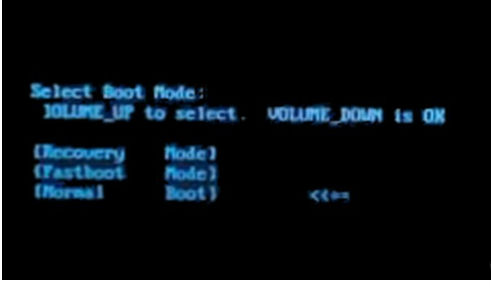 Select Boot Mode:
VOLUME_UP to select. VOLUME_DOWN is OK
[Recovery Mode]
[Fastboot Mode]
[Normal Boot] <<==